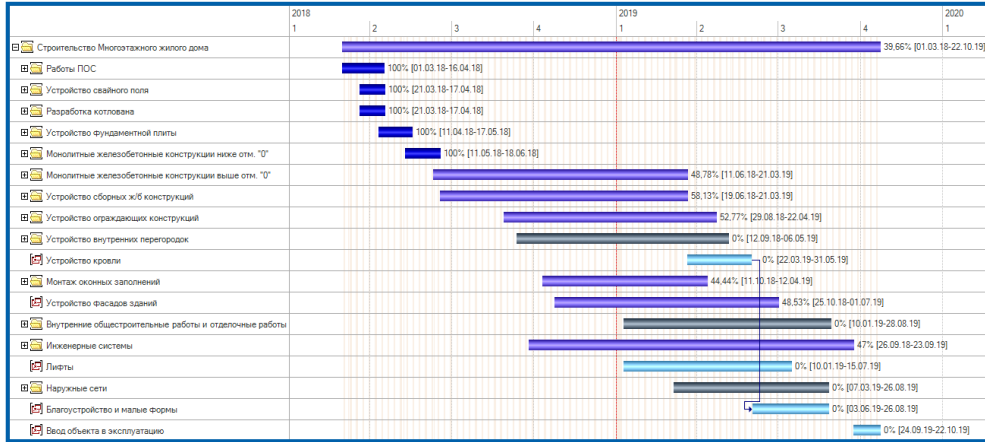 2018 2019 2020
1 2 3 4 1 2 3 4 1
Строительство Многоэтажного жилого дома 39,66% [01.03.18-22.10.19]
Работы ПОС 100% [01.03.18-16.04.18]
Устройство свайного поля 100% [21.03.18-17.04.18]
Разработка котлована 100% [21.03.18-17.04.18]
Устройство фундаментной плиты 100% [11.04.18-17.05.18]
Монолитные железобетонные конструкции ниже отм. "0" 100% [11.05.18-18.06.18]
Монолитные железобетонные конструкции выше отм. "0" 48,78% [11.06.18-21.03.19]
Устройство сборных ж/б конструкций 58,13% [19.06.18-21.03.19]
Устройство ограждающих конструкций 52,77% [29.08.18-22.04.19]
Устройство внутренних перегородок 0% [12.09.18-06.05.19]
Устройство кровли 0% [22.03.19-31.05.19]
Монтаж оконных заполнений 44,44% [11.10.18-12.04.19]
Устройство фасадов зданий 48,53% [25.10.18-01.07.19]
Внутренние общестроительные работы и отделочные работы 0% [10.01.19-28.08.19]
Инженерные системы 47% [26.09.18-23.09.19]
Лифты 0% [10.01.19-15.07.19]
Наружные сети 0% [07.03.19-26.08.19]
Благоустройство и малые формы 0% [03.06.19-26.08.19]
Ввод объекта в эксплуатацию 0% [24.09.19-22.10.19]